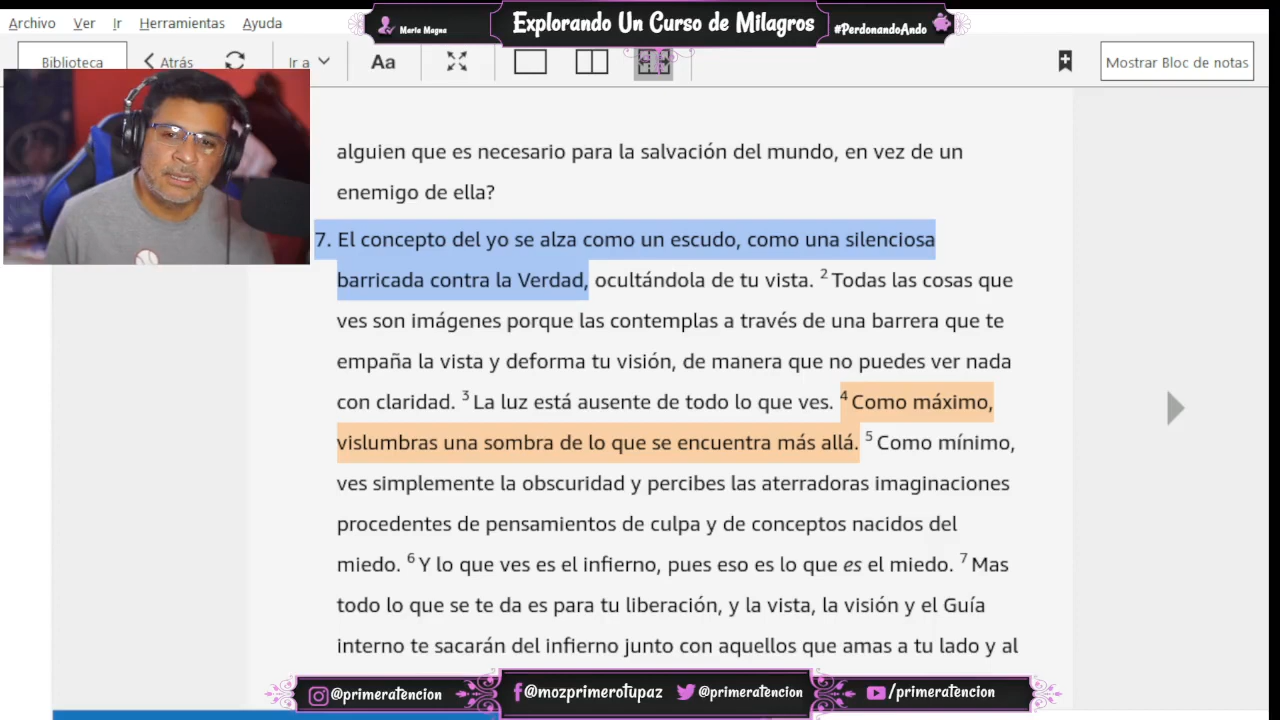 Explorando Un Curso de Milagros
Maria Magna
#PerdonandoAndo
Archivo Ver Ir Herramientas Ayuda
Biblioteca Atrás Ir a Aa Mostrar Bloc de notas
alguien que es necesario para la salvación del mundo, en vez de un
enemigo de ella?
7. El concepto del yo se alza como un escudo, como una silenciosa
barricada contra la Verdad, ocultándola de tu vista. 2 Todas las cosas que
ves son imágenes porque las contemplas a través de una barrera que te
empaña la vista y deforma tu visión, de manera que no puedes ver nada
con claridad. 3 La luz está ausente de todo lo que ves. 4 Como máximo,
vislumbras una sombra de lo que se encuentra más allá. 5 Como mínimo,
ves simplemente la obscuridad y percibes las aterradoras imaginaciones
procedentes de pensamientos de culpa y de conceptos nacidos del
miedo. 6 Y lo que ves es el infierno, pues eso es lo que es el miedo. 7 Mas
todo lo que se te da es para tu liberación, y la vista, la visión y el Guía
interno te sacarán del infierno junto con aquellos que amas a tu lado y al
@primeratencion @mozprimerotupaz @primeratencion /primeratencion